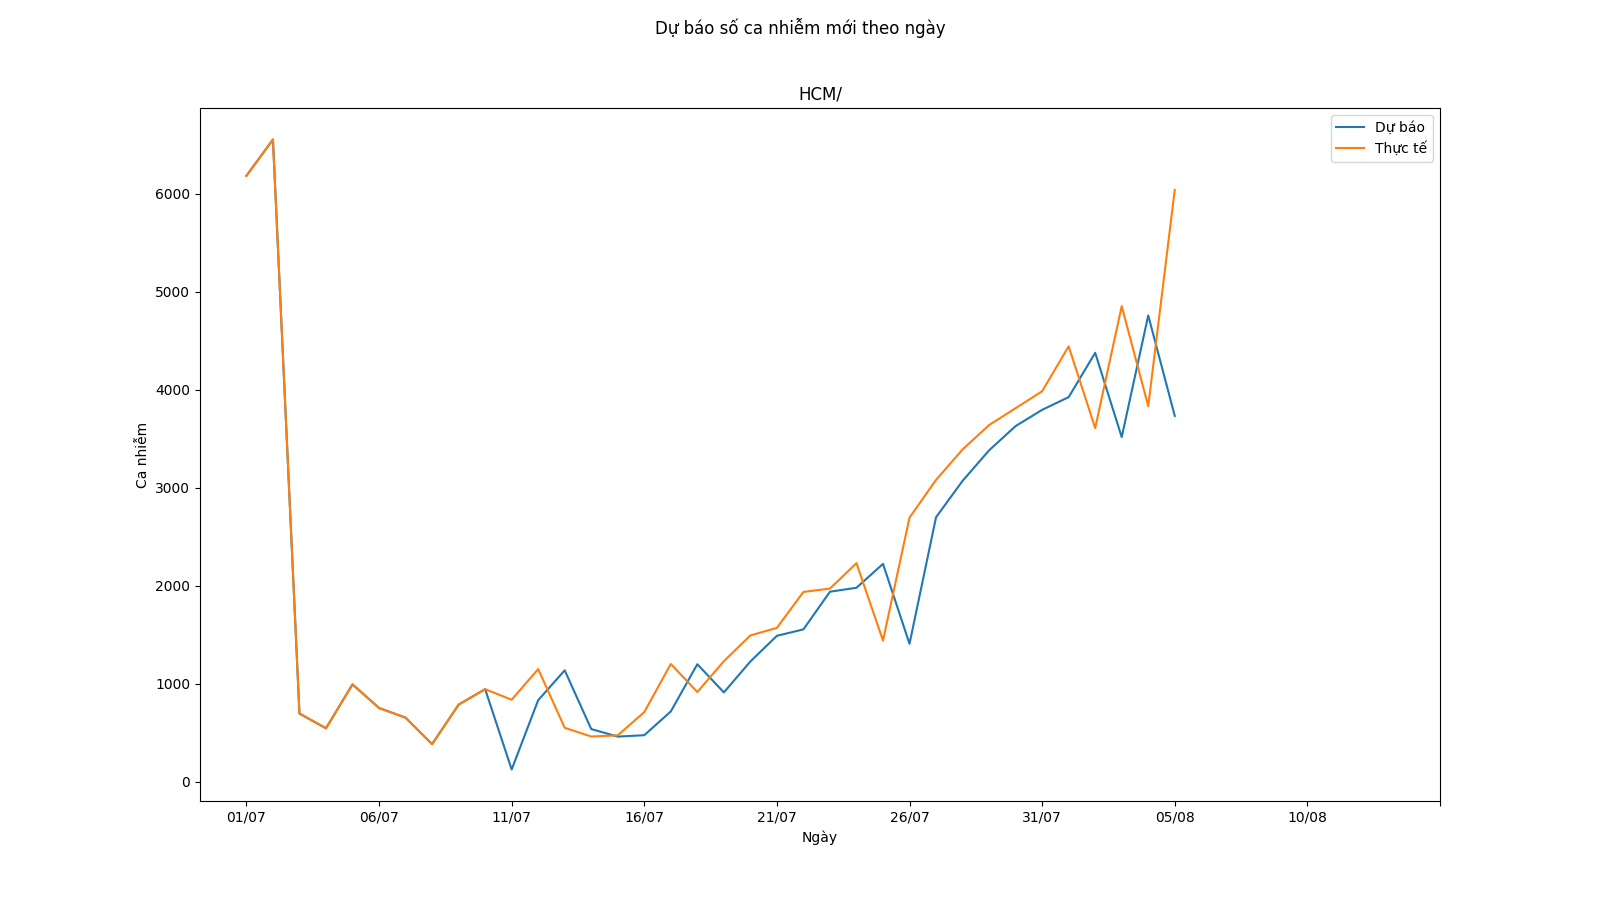 Dự báo số ca nhiễm mới theo ngày
HCM/
Dự báo
Thực tế
6000
5000
4000
3000
2000
1000
0
Ca nhiễm
01/07 06/07 11/07 16/07 21/07 26/07 31/07 05/08 10/08
Ngày